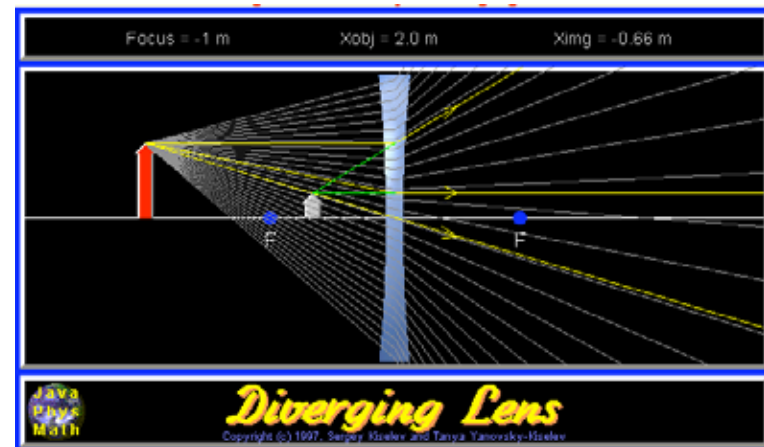 Focus = -1 m Xobj = 2.0 m Ximg = -0.66 m
F F
Java
Phys
Math
Diverging Lens
Copyright (c) 1997, Sergey Kiselev and Tanya Yanovsky-Kiselev